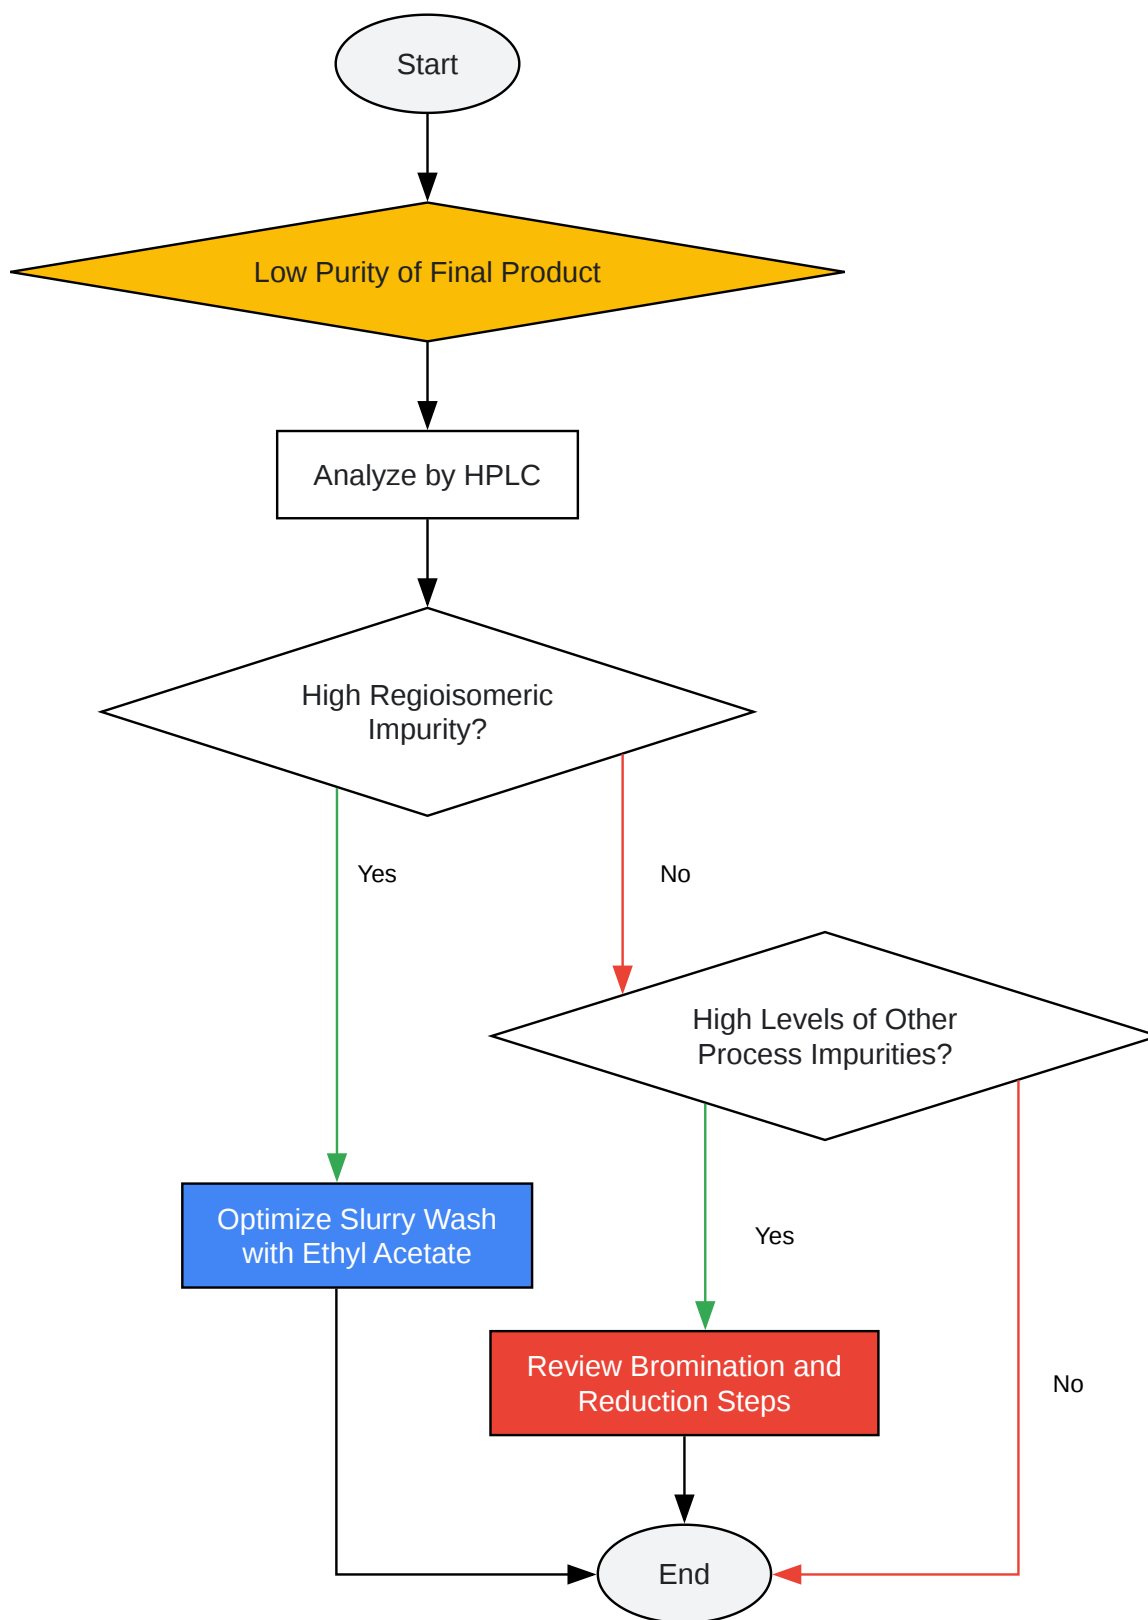 Start
Low Purity of Final Product
Analyze by HPLC
High Regioisomeric
Impurity?
Yes
No
High Levels of Other
Process Impurities?
Optimize Slurry Wash
with Ethyl Acetate
Yes
Review Bromination and
Reduction Steps
No
End